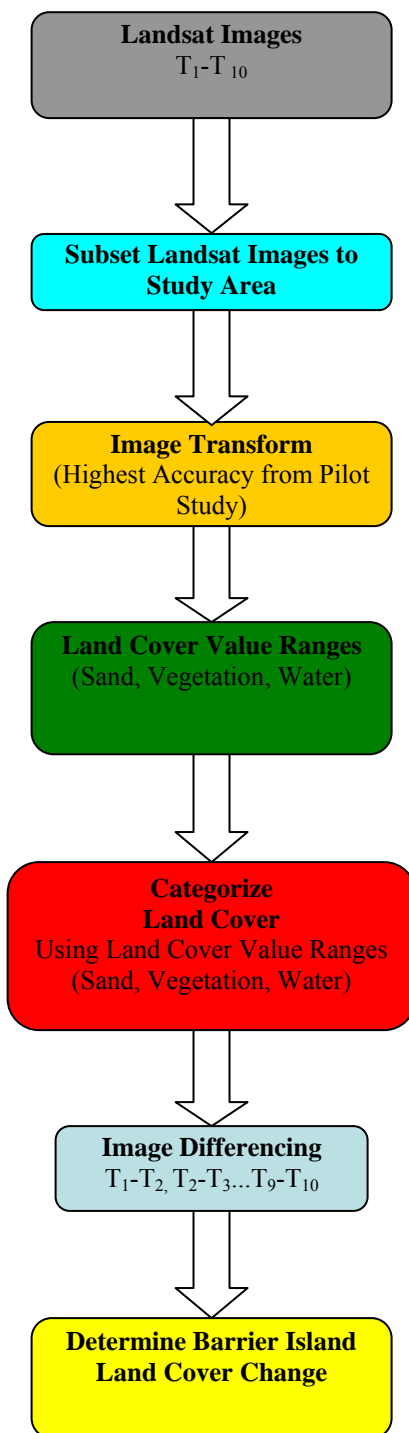 Landsat Images
T₁-T ₁₀
Subset Landsat Images to
Study Area
Image Transform
(Highest Accuracy from Pilot
Study)
Land Cover Value Ranges
(Sand, Vegetation, Water)
Categorize
Land Cover
Using Land Cover Value Ranges
(Sand, Vegetation, Water)
Image Differencing
T₁-T₂, T₂-T₃...T₉-T₁₀
Determine Barrier Island
Land Cover Change